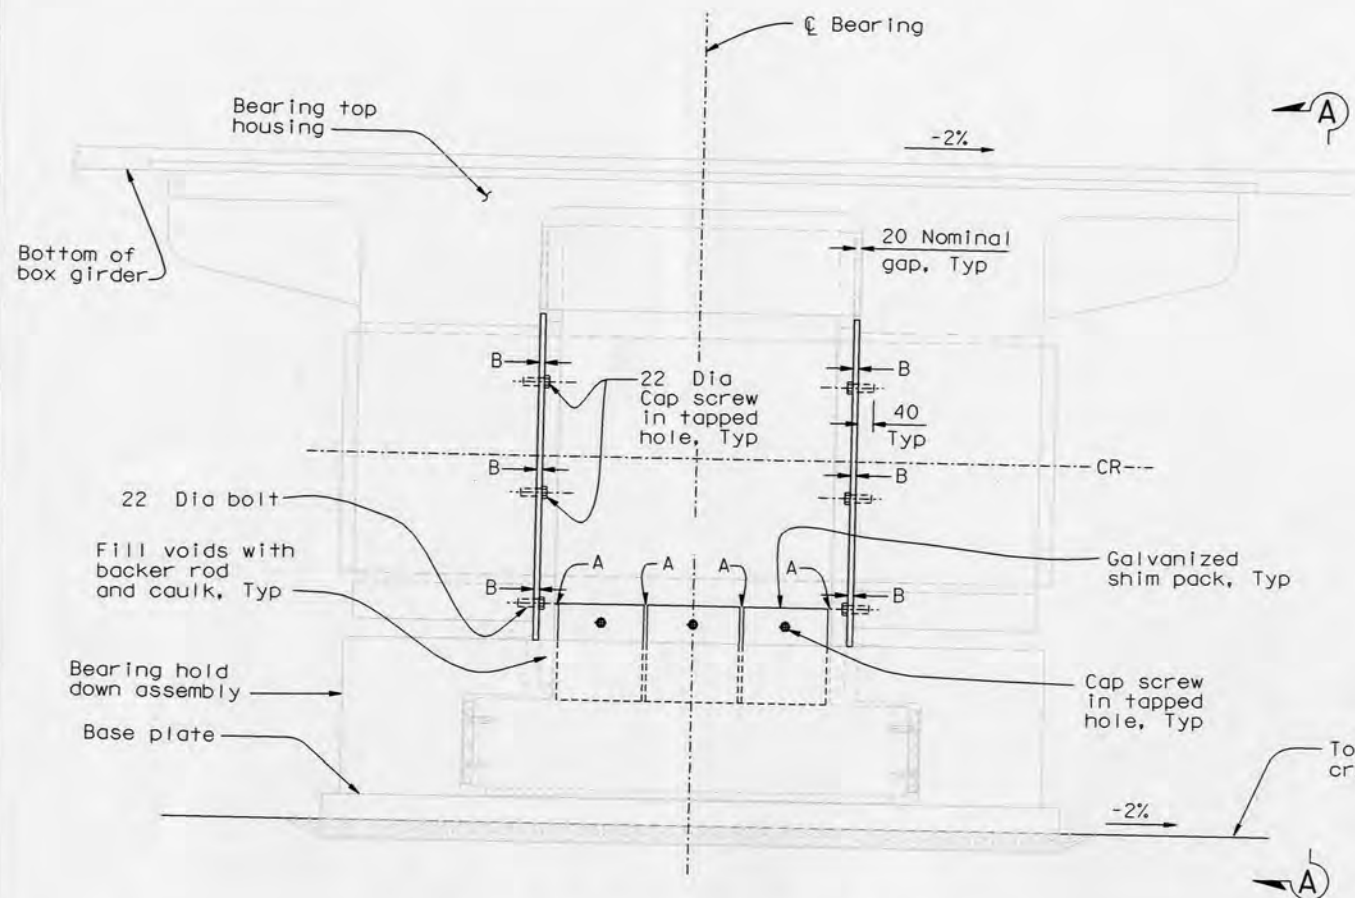 ℄ Bearing
Bearing top
housing
A
-2%
Bottom of
box girder
20 Nominal
gap, Typ
B
B
22 Dia
Cap screw
in tapped
hole, Typ
40
Typ
CR
B
B
22 Dia bolt
Fill voids with
backer rod
and caulk, Typ
A
A
A
A
Galvanized
shim pack, Typ
B
B
Bearing hold
down assembly
Cap screw
in tapped
hole, Typ
Base plate
-2%
A